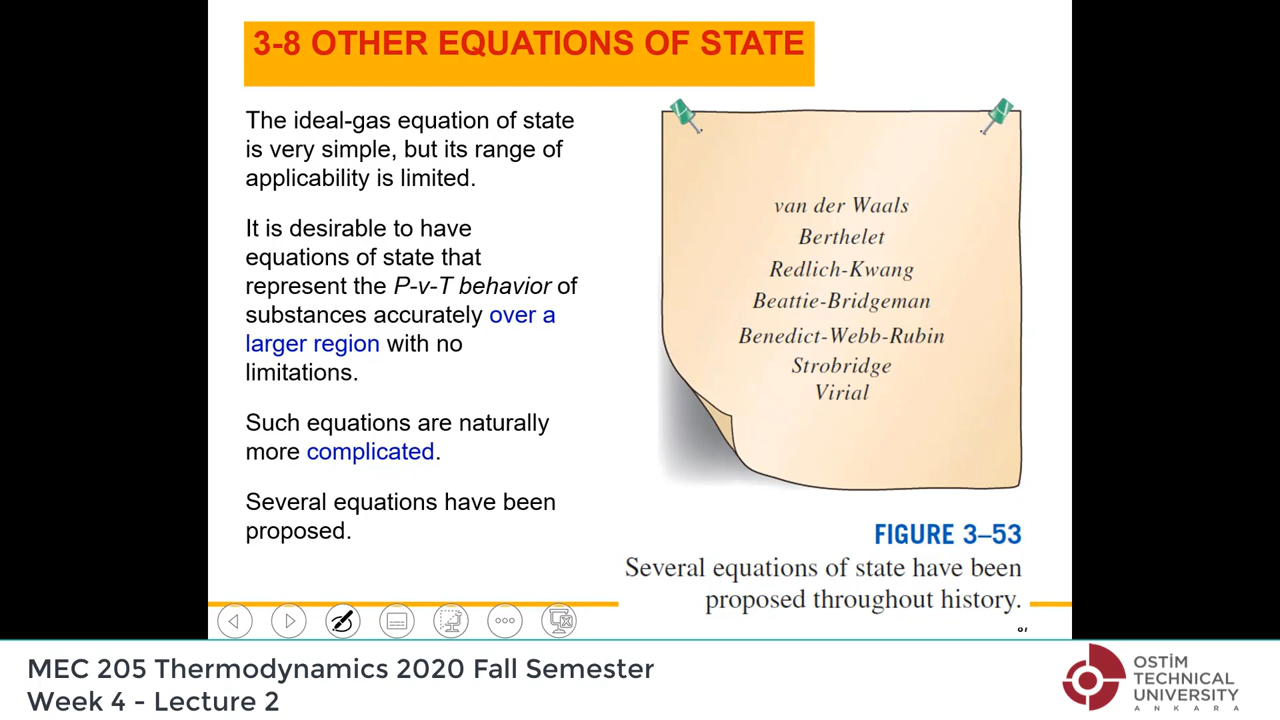 3-8 OTHER EQUATIONS OF STATE
The ideal-gas equation of state
is very simple, but its range of
applicability is limited.
It is desirable to have
equations of state that
represent the P-v-T behavior of
substances accurately over a
larger region with no
limitations.
Such equations are naturally
more complicated.
Several equations have been
proposed.
van der Waals
Berthelet
Redlich-Kwang
Beattie-Bridgeman
Benedict-Webb-Rubin
Strobridge
Virial
FIGURE 3–53
Several equations of state have been
proposed throughout history.
MEC 205 Thermodynamics 2020 Fall Semester
Week 4 - Lecture 2
OSTİM
TECHNICAL
UNIVERSITY
ANKARA